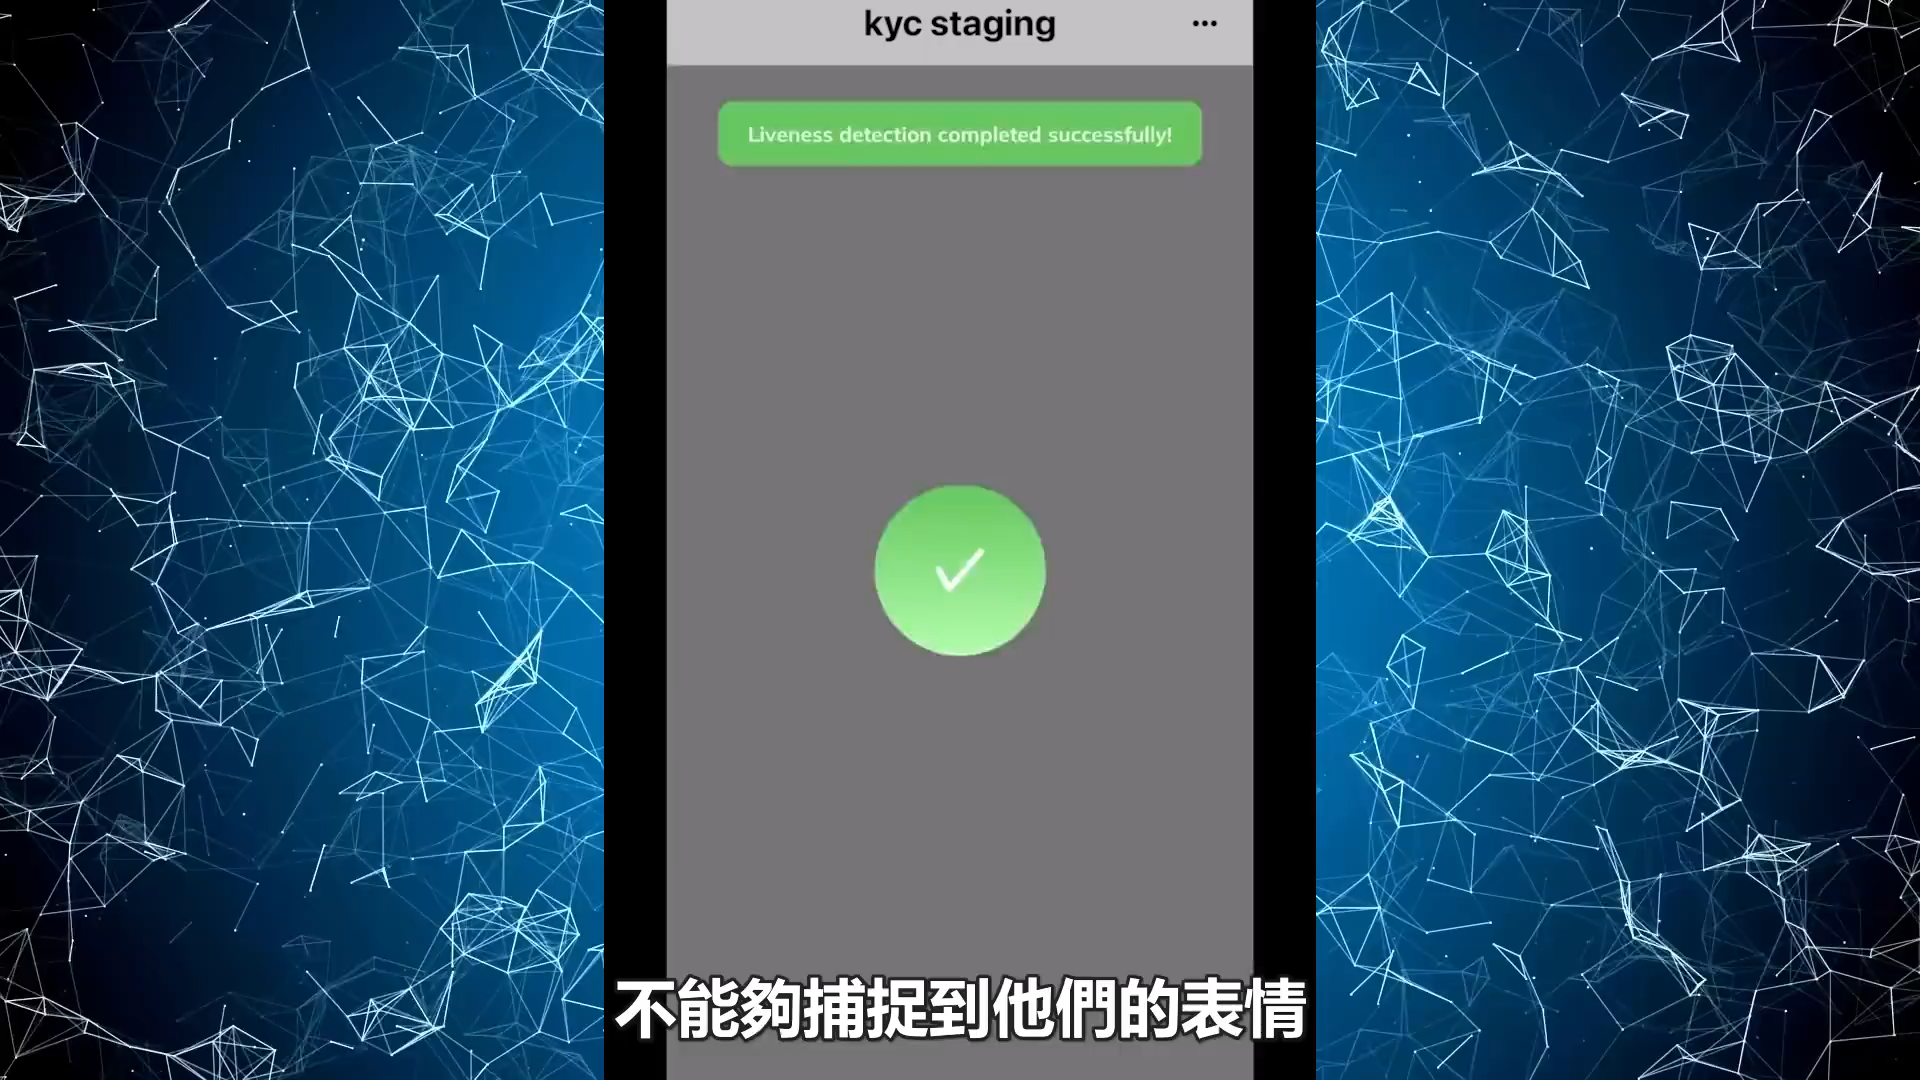 kyc staging
Liveness detection completed successfully!
不能夠捕捉到他們的表情